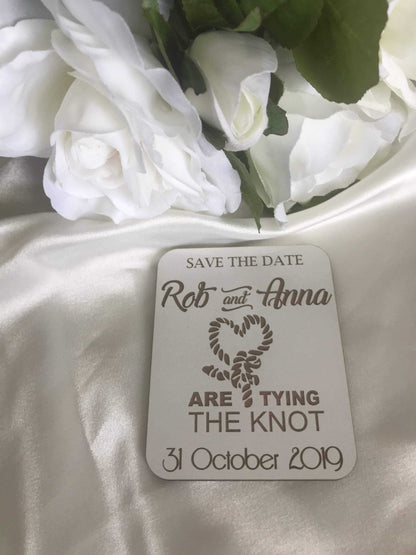 SAVE THE DATE
Rob and Anna
ARE TYING
THE KNOT
31 October 2019